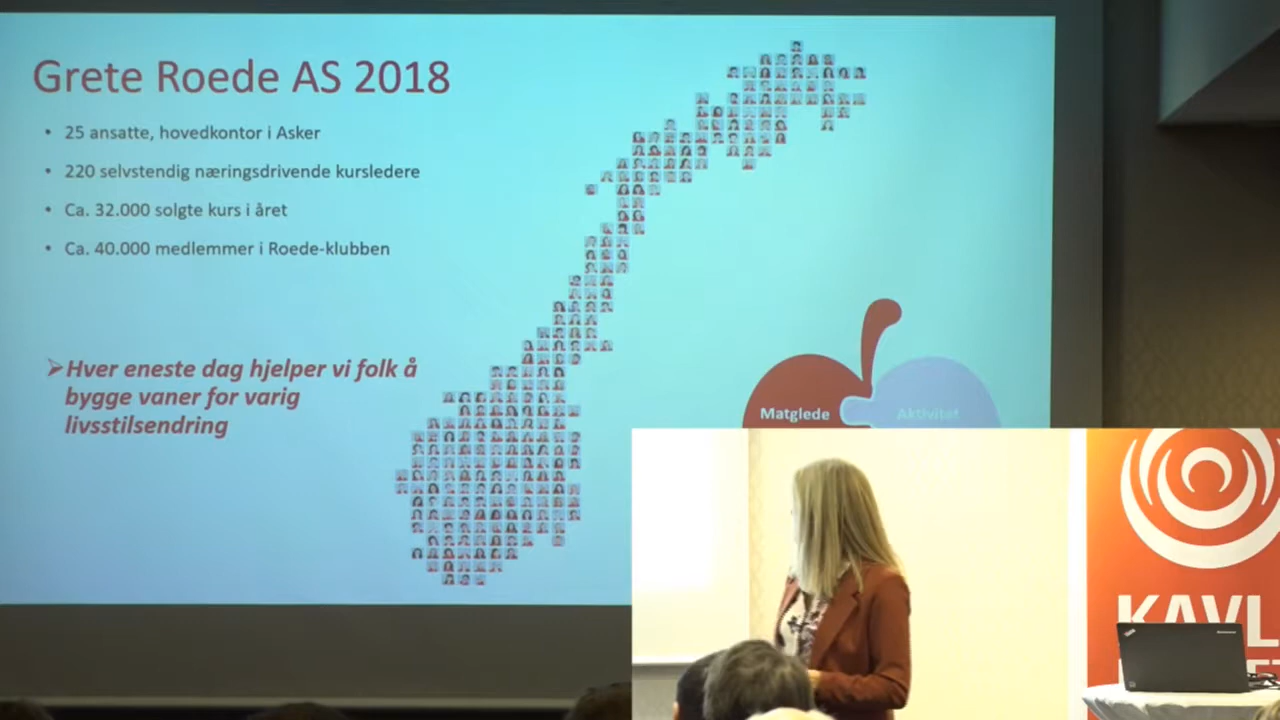 Grete Roede AS 2018
• 25 ansatte, hovedkontor i Asker
• 220 selvstendig næringsdrivende kursledere
• Ca. 32.000 solgte kurs i året
• Ca. 40.000 medlemmer i Roede-klubben
➢ Hver eneste dag hjelper vi folk å
bygge vaner for varig
livsstilsendring
Matglede
Aktivitet
KAVL